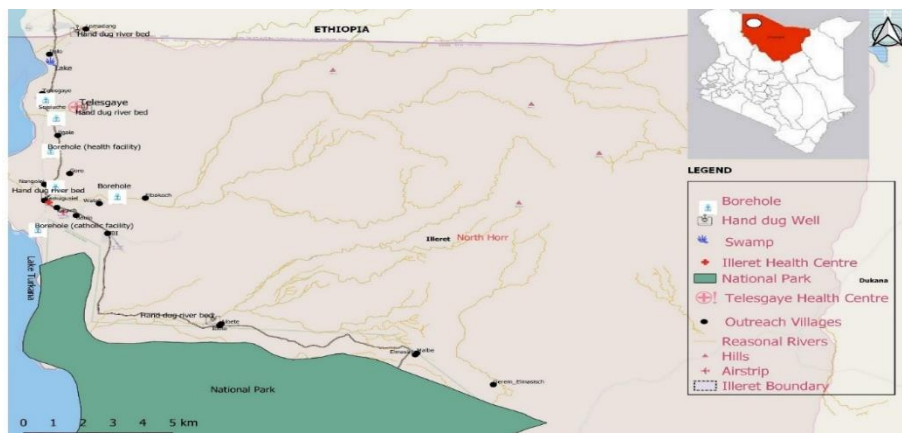 ETHIOPIA
Hand dug river bed
Lake
Telesgaye
Telesgaye
Hand dug river bed
Borehole (health facility)
Hand dug river bed
Borehole
Borehole (catholic facility)
Illeret
North Horr
Lake Turkana
Hand dug river bed
National Park
0 1 2 3 4 5 km
Dukana
LEGEND
Borehole
Hand dug Well
Swamp
Illeret Health Centre
National Park
Telesgaye Health Centre
Outreach Villages
Reasonal Rivers
Hills
Airstrip
Illeret Boundary